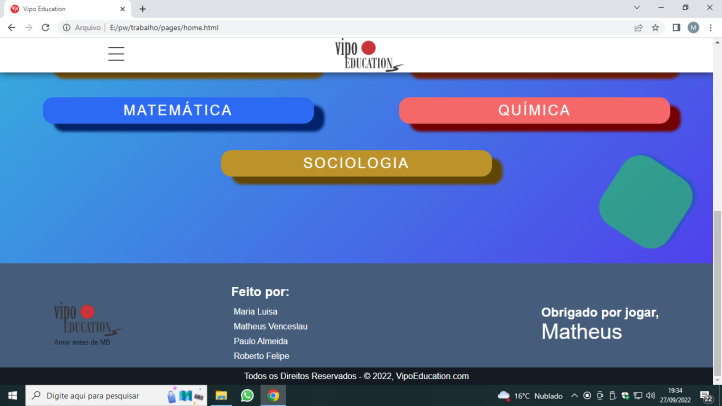 Vipo Education
Arquivo | E:/pw/trabalho/pages/home.html
M
vipo
EDUCATION
MATEMÁTICA
QUÍMICA
SOCIOLOGIA
vipo
EDUCATION
Amor antes de MB
Feito por:
Maria Luisa
Matheus Venceslau
Paulo Almeida
Roberto Felipe
Obrigado por jogar,
Matheus
Todos os Direitos Reservados - © 2022, VipoEducation.com
Digite aqui para pesquisar
16°C Nublado
19:34
27/09/2022
22